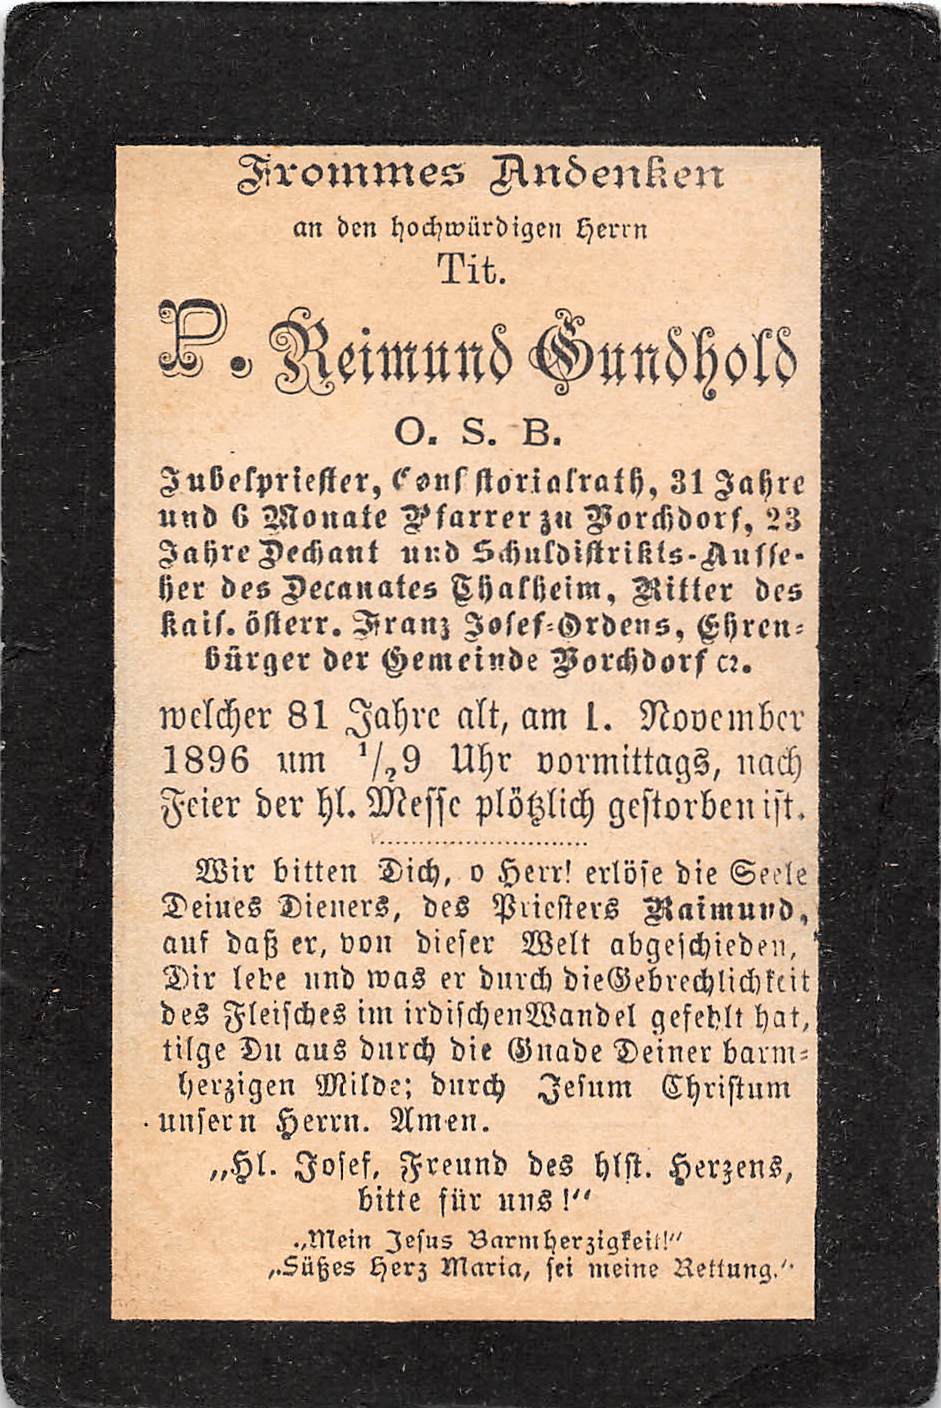 Frommes Andenken
an den hochwürdigen Herrn
Tit.
P. Reimund Gundhold
O. S. B.
Jubelpriester, Consistorialrath, 31 Jahre
und 6 Monate Pfarrer zu Vorchdorf, 23
Jahre Dechant und Schuldistrikts-Aufse-
her des Decanates Thalheim, Ritter des
kais. österr. Franz Josef-Ordens, Ehren-
bürger der Gemeinde Vorchdorf ꝛc.
welcher 81 Jahre alt, am 1. November
1896 um 1/29 Uhr vormittags, nach
Feier der hl. Messe plötzlich gestorben ist.
Wir bitten Dich, o Herr! erlöse die Seele
Deines Dieners, des Priesters Raimund,
auf daß er, von dieser Welt abgeschieden,
Dir lebe und was er durch die Gebrechlichkeit
des Fleisches im irdischen Wandel gefehlt hat,
tilge Du aus durch die Gnade Deiner barm-
herzigen Milde; durch Jesum Christum
unsern Herrn. Amen.
„Hl. Josef, Freund des hlst. Herzens,
bitte für uns!“
„Mein Jesus Barmherzigkeit!“
„Süßes Herz Maria, sei meine Rettung.“